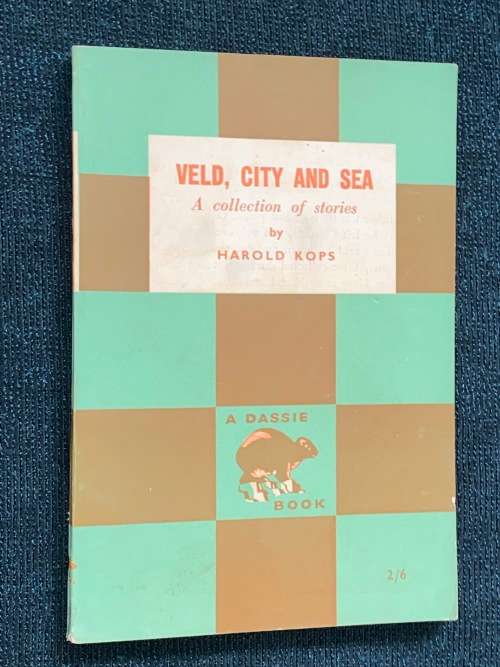 VELD, CITY AND SEA
A collection of stories
by
HAROLD KOPS
A DASSIE
BOOK
2/6